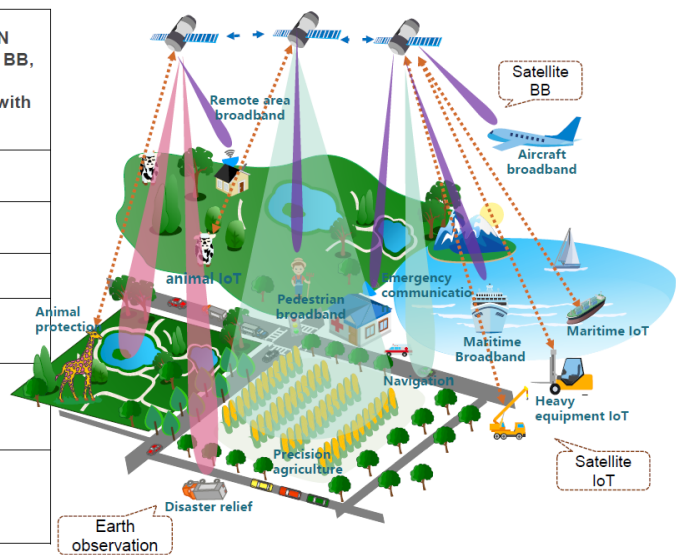 N
BB,
with
Satellite
BB
Remote area
broadband
Aircraft
broadband
animal IoT
Emergency
communicatio
Pedestrian
broadband
Animal
protection
Maritime IoT
Maritime
Broadband
Navigation
Heavy
equipment IoT
Precision
agriculture
Satellite
IoT
Disaster relief
Earth
observation